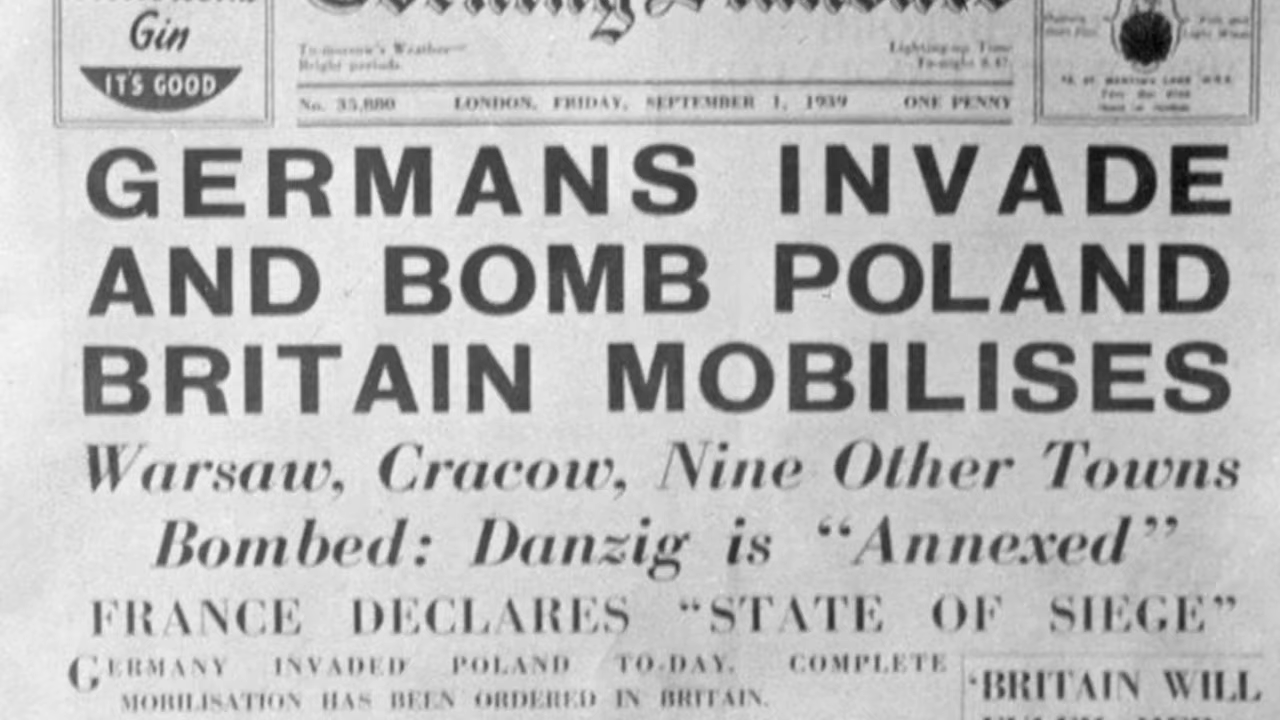 Gin
IT'S GOOD
Evening Standard
To-morrow's Weather—
Bright periods.
Lighting-up Time
To-night 8.47.
No. 35,880 LONDON, FRIDAY, SEPTEMBER 1, 1939 ONE PENNY
GERMANS INVADE
AND BOMB POLAND
BRITAIN MOBILISES
Warsaw, Cracow, Nine Other Towns
Bombed: Danzig is “Annexed”
FRANCE DECLARES “STATE OF SIEGE”
GERMANY INVADED POLAND TO-DAY. COMPLETE
MOBILISATION HAS BEEN ORDERED IN BRITAIN.
‘BRITAIN WILL